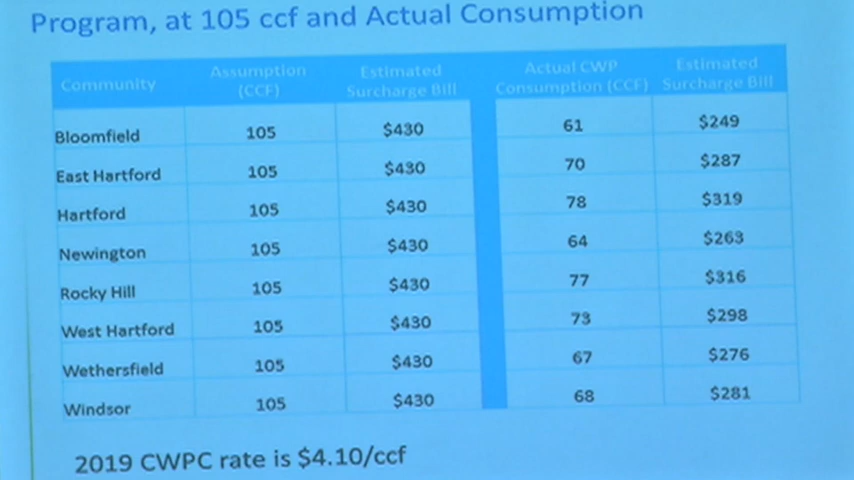 Program, at 105 ccf and Actual Consumption
Community Assumption (CCF) Estimated Surcharge Bill Actual CWP Consumption (CCF) Estimated Surcharge Bill
Bloomfield 105 $430 61 $249
East Hartford 105 $430 70 $287
Hartford 105 $430 78 $319
Newington 105 $430 64 $263
Rocky Hill 105 $430 77 $316
West Hartford 105 $430 73 $298
Wethersfield 105 $430 67 $276
Windsor 105 $430 68 $281
2019 CWPC rate is $4.10/ccf